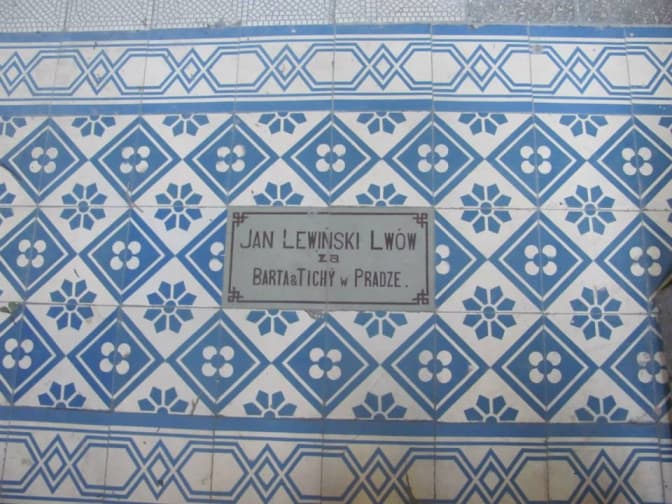 JAN LEWIŃSKI LWÓW
za
BARTA & TICHÝ w PRADZE.